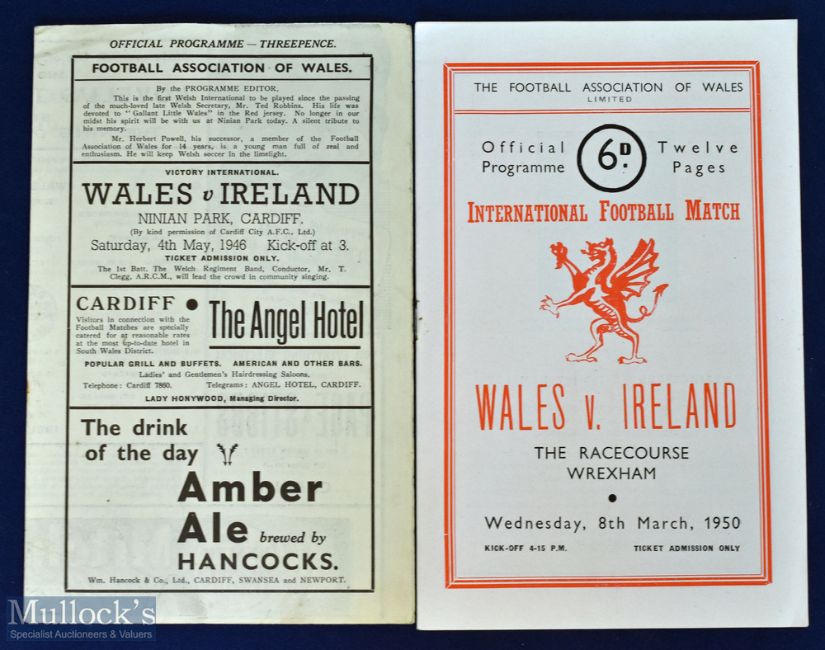 OFFICIAL PROGRAMME — THREEPENCE.
FOOTBALL ASSOCIATION OF WALES.
By the PROGRAMME EDITOR.
This is the first Welsh International to be played since the passing
of the much-loved late Welsh Secretary, Mr. Ted Robbins. His life was
devoted to "Gallant Little Wales" in the Red jersey. No longer in our
midst his spirit will be with us at Ninian Park today. A silent tribute to
his memory.
Mr. Herbert Powell, his successor, a member of the Football
Association of Wales for 14 years, is a young man full of zeal and
enthusiasm. He will keep Welsh soccer in the limelight.
VICTORY INTERNATIONAL.
WALES v IRELAND
NINIAN PARK, CARDIFF.
(By kind permission of Cardiff City A.F.C., Ltd.)
Saturday, 4th May, 1946 Kick-off at 3.
TICKET ADMISSION ONLY.
The 1st Batt. The Welch Regiment Band, Conductor, Mr. T.
Clegg, A.R.C.M., will lead the crowd in community singing.
CARDIFF ●
Visitors in connection with the
Football Matches are specially
catered for at reasonable rates
at the most up-to-date hotel in
South Wales District.
The Angel Hotel
POPULAR GRILL AND BUFFETS. AMERICAN AND OTHER BARS.
Ladies' and Gentlemen's Hairdressing Saloons.
Telephone: Cardiff 7860. Telegrams: ANGEL HOTEL, CARDIFF.
LADY HONYWOOD, Managing Director.
The drink
of the day
Amber
Ale brewed by
HANCOCKS.
Wm. Hancock & Co., Ltd., CARDIFF, SWANSEA and NEWPORT.
THE FOOTBALL ASSOCIATION OF WALES
LIMITED
Official Programme
6D.
Twelve Pages
INTERNATIONAL FOOTBALL MATCH
WALES v. IRELAND
THE RACECOURSE
WREXHAM
●
Wednesday, 8th March, 1950
KICK-OFF 4-15 P.M. TICKET ADMISSION ONLY
Mullock's
Specialist Auctioneers & Valuers